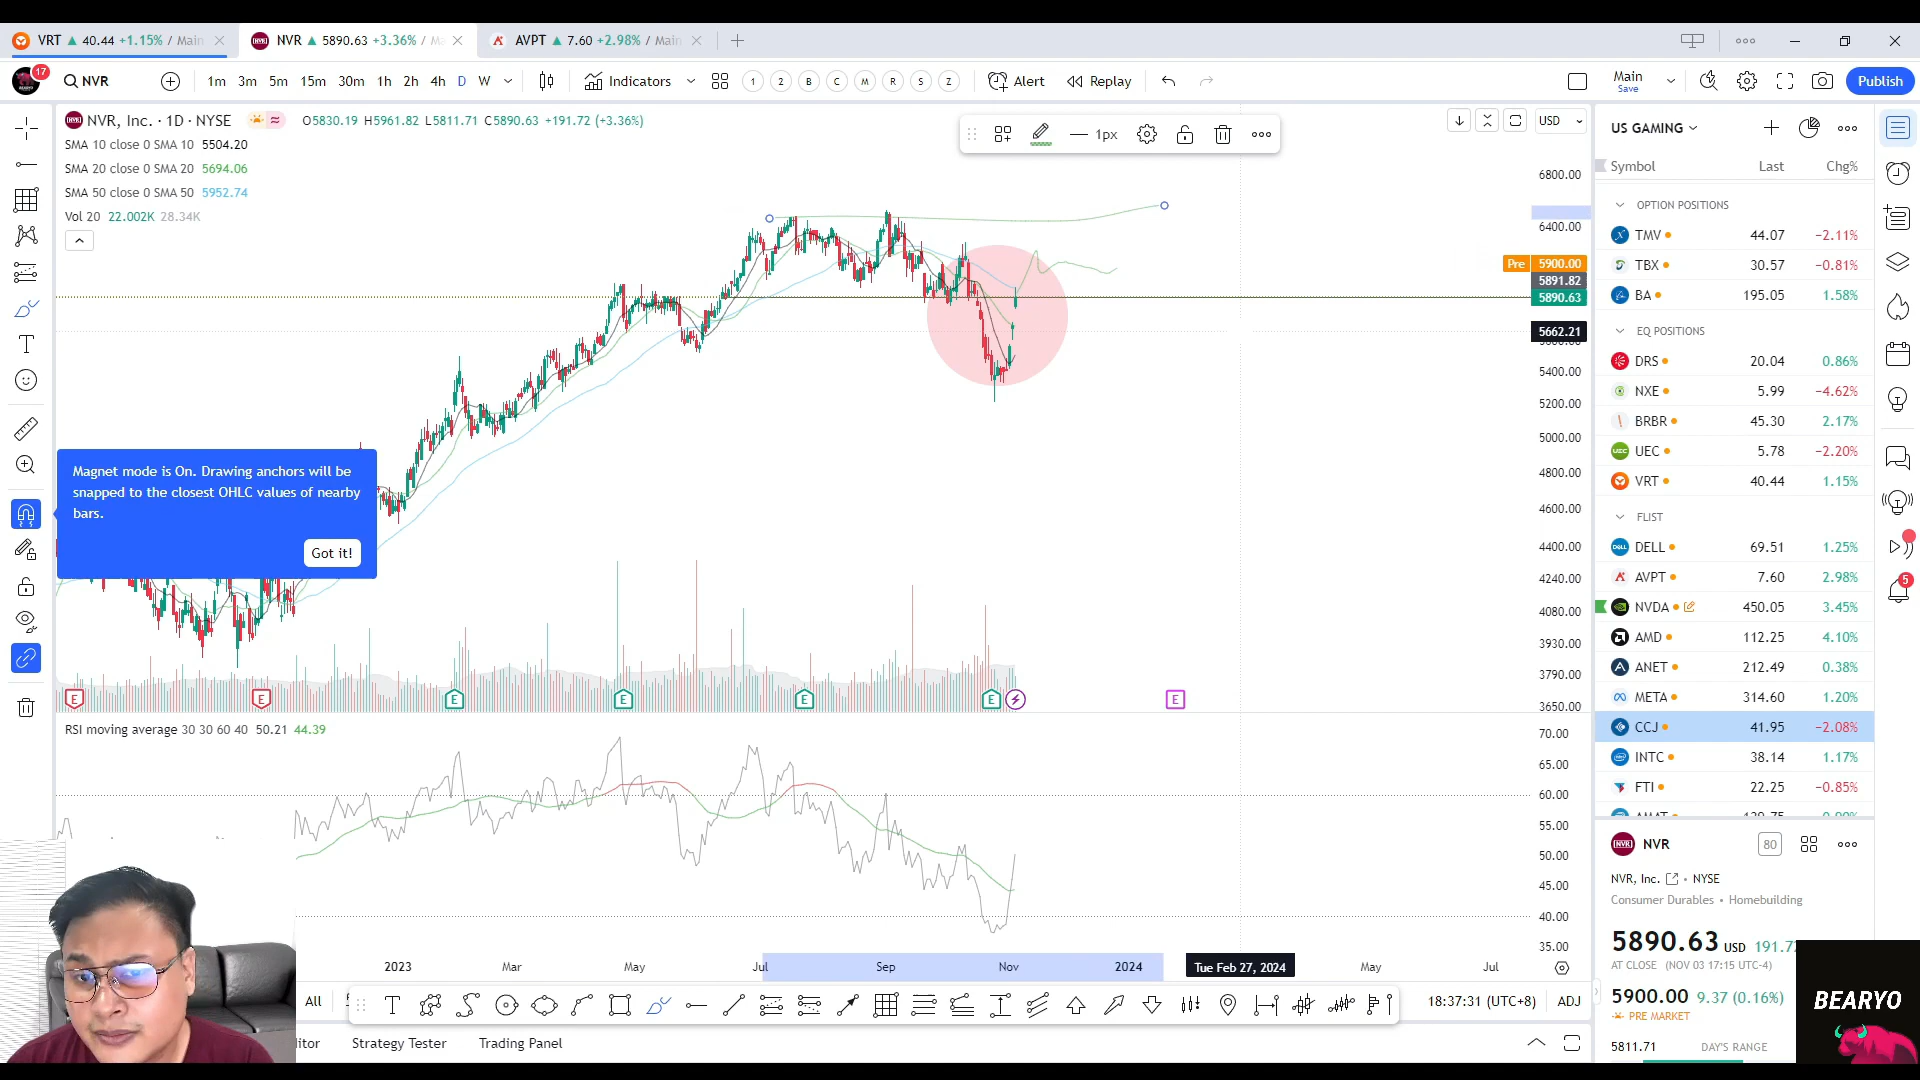 VRT 40.44 +1.15% / Main
NVR 5890.63 +3.36% / Ma
AVPT 7.60 +2.98% / Main
17
NVR
1m 3m 5m 15m 30m 1h 2h 4h D W
Indicators
1 2 B C M R S Z
Alert
Replay
Main
Save
Publish
NVR, Inc. · 1D · NYSE
O5830.19 H5961.82 L5811.71 C5890.63 +191.72 (+3.36%)
SMA 10 close 0 SMA 10 5504.20
SMA 20 close 0 SMA 20 5694.06
SMA 50 close 0 SMA 50 5952.74
Vol 20 22.002K 28.34K
1px
USD
6800.00
6400.00
Pre 5900.00
5891.82
5890.63
5662.21
5400.00
5200.00
5000.00
4800.00
4600.00
4400.00
4240.00
4080.00
3930.00
3790.00
3650.00
Magnet mode is On. Drawing anchors will be
snapped to the closest OHLC values of nearby
bars.
Got it!
E E E E E E E
RSI moving average 30 30 60 40 50.21 44.39
70.00
65.00
60.00
55.00
50.00
45.00
40.00
35.00
2023 Mar May Jul Sep Nov 2024 Tue Feb 27, 2024 May Jul
All
18:37:31 (UTC+8) ADJ
itor Strategy Tester Trading Panel
US GAMING
Symbol Last Chg%
OPTION POSITIONS
TMV 44.07 −2.11%
TBX 30.57 −0.81%
BA 195.05 1.58%
EQ POSITIONS
DRS 20.04 0.86%
NXE 5.99 −4.62%
BRBR 45.30 2.17%
UEC 5.78 −2.20%
VRT 40.44 1.15%
FLIST
DELL 69.51 1.25%
AVPT 7.60 2.98%
NVDA 450.05 3.45%
AMD 112.25 4.10%
ANET 212.49 0.38%
META 314.60 1.20%
CCJ 41.95 −2.08%
INTC 38.14 1.17%
FTI 22.25 −0.85%
5
NVR
80
NVR, Inc. · NYSE
Consumer Durables • Homebuilding
5890.63 USD 191.7
AT CLOSE (NOV 03 17:15 UTC-4)
5900.00 9.37 (0.16%)
PRE MARKET
5811.71 DAY'S RANGE
BEARYO